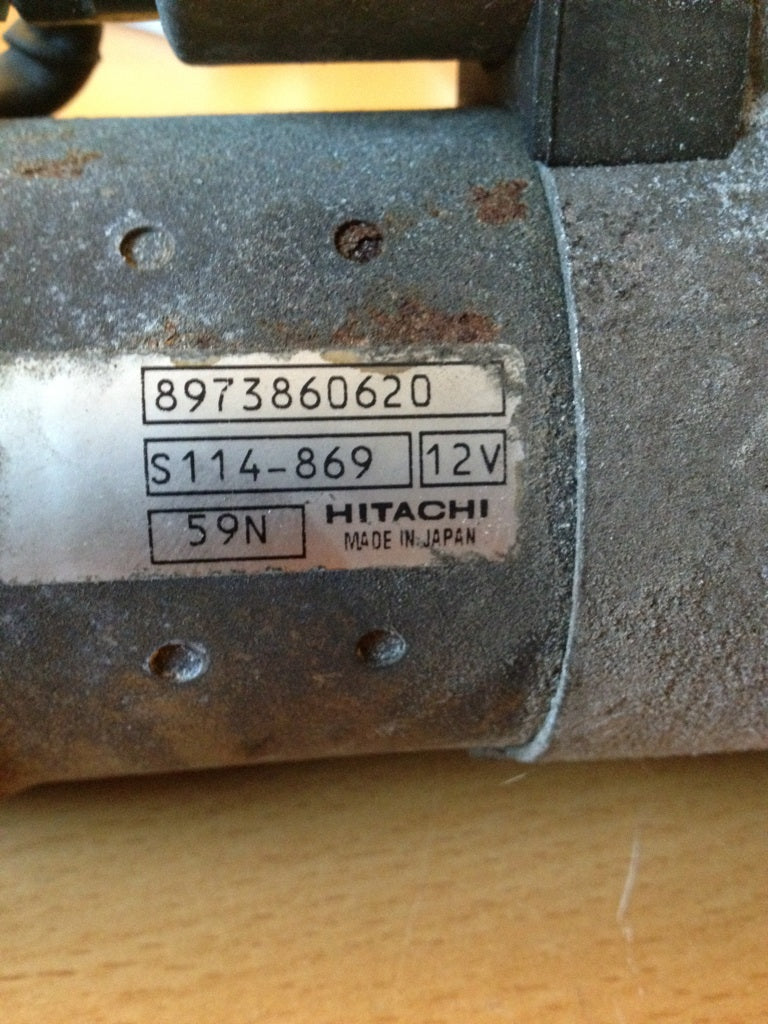 8973860620
S114-869 12V
59N HITACHI
MADE IN JAPAN